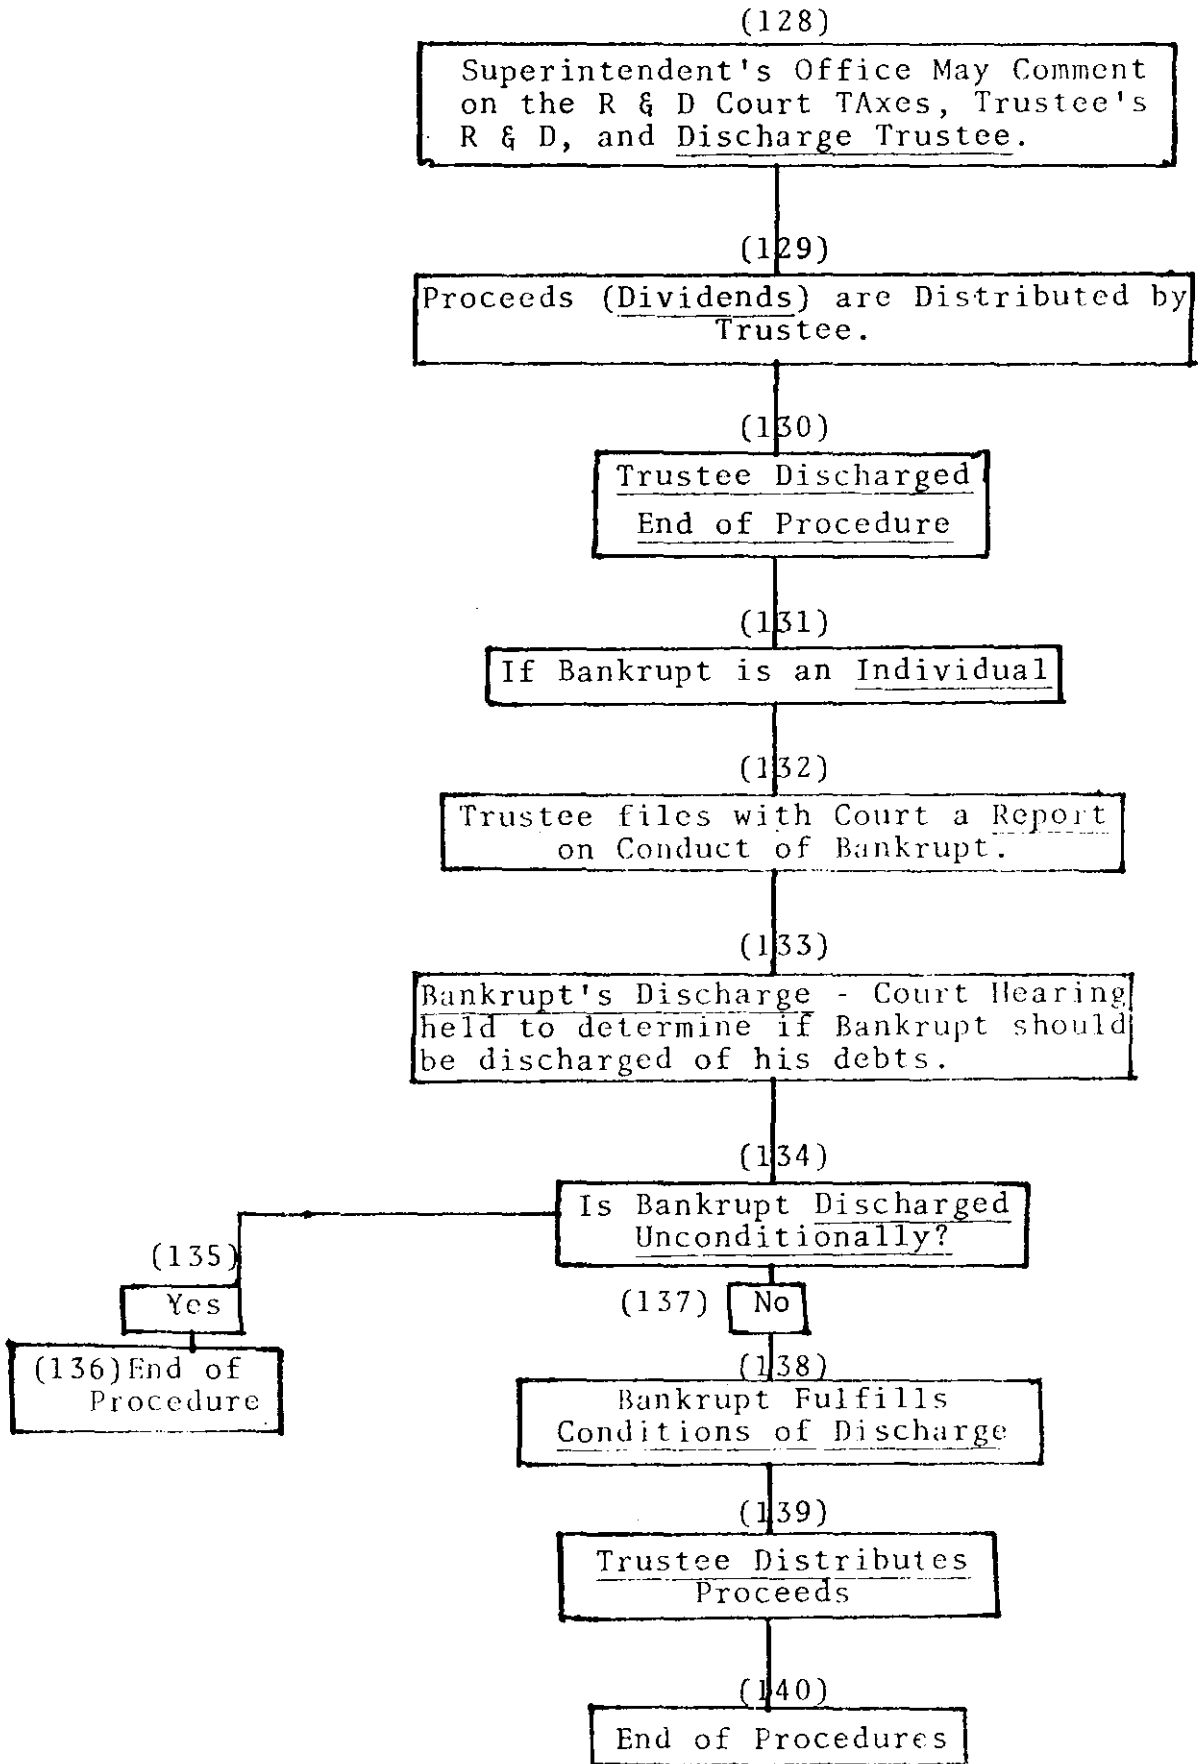 (128)
Superintendent's Office May Comment
on the R & D Court TAxes, Trustee's
R & D, and Discharge Trustee.
(129)
Proceeds (Dividends) are Distributed by
Trustee.
(130)
Trustee Discharged
End of Procedure
(131)
If Bankrupt is an Individual
(132)
Trustee files with Court a Report
on Conduct of Bankrupt.
(133)
Bankrupt's Discharge - Court Hearing
held to determine if Bankrupt should
be discharged of his debts.
(134)
Is Bankrupt Discharged
Unconditionally?
(135)
Yes
(136) End of
Procedure
(137) No
(138)
Bankrupt Fulfills
Conditions of Discharge
(139)
Trustee Distributes
Proceeds
(140)
End of Procedures